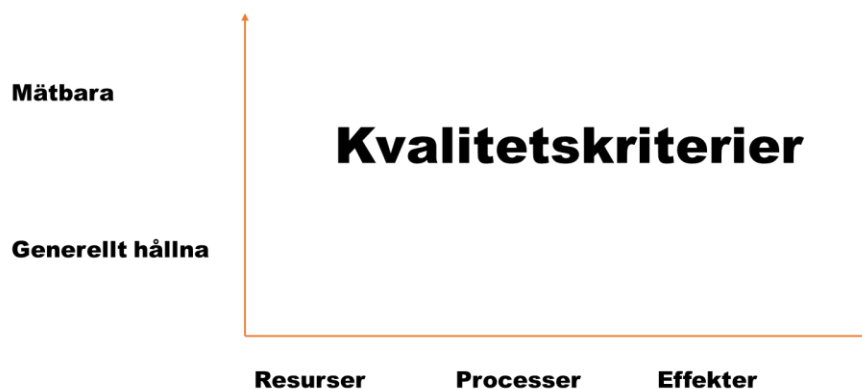 Mätbara
Kvalitetskriterier
Generellt hållna
Resurser Processer Effekter